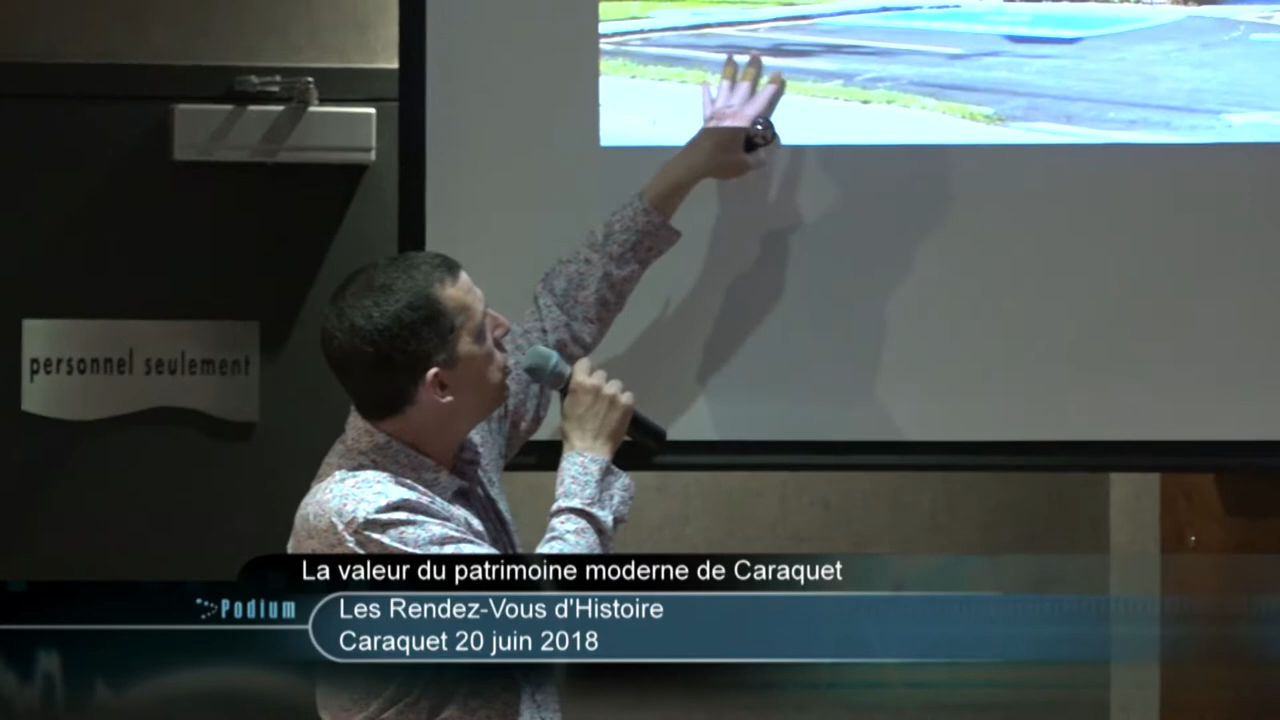 personnel seulement
La valeur du patrimoine moderne de Caraquet
Podium
Les Rendez-Vous d'Histoire
Caraquet 20 juin 2018